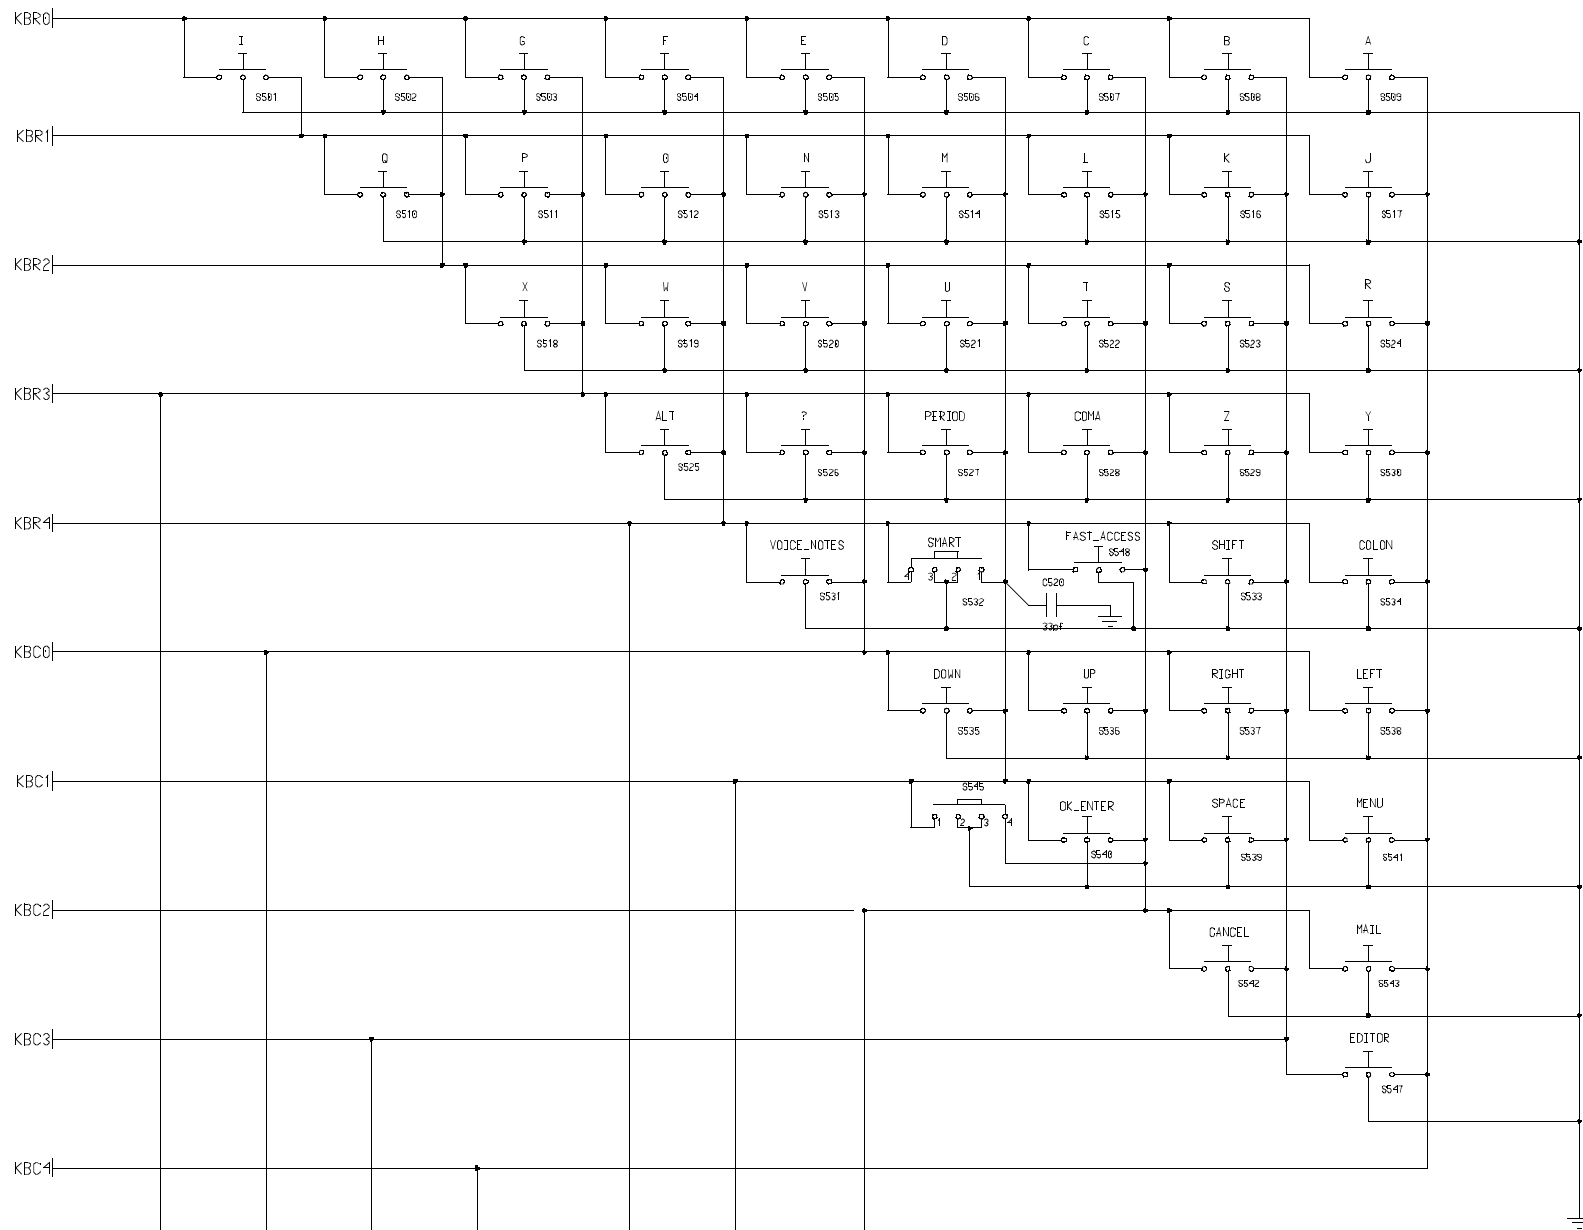 KBR0
I H G F E D C B A
S501 S502 S503 S504 S505 S506 S507 S508 S509
KBR1
Q P 0 N M L K J
S510 S511 S512 S513 S514 S515 S516 S517
KBR2
X W V U T S R
S518 S519 S520 S521 S522 S523 S524
KBR3
ALT ? PERIOD COMA Z Y
S525 S526 S527 S528 S529 S530
KBR4
VOICE_NOTES SMART FAST_ACCESS SHIFT COLON
S548
4 3 2 1 C520
S531 S532 S533 S534
33pf
KBC0
DOWN UP RIGHT LEFT
S535 S536 S537 S538
KBC1
S545
OK_ENTER SPACE MENU
1 2 3 4
S540 S539 S541
KBC2
CANCEL MAIL
S542 S543
KBC3
EDITOR
S547
KBC4